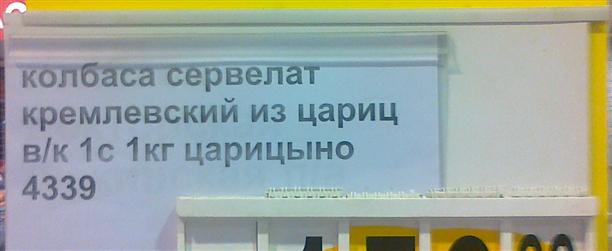 колбаса сервелат
кремлевский из цариц
в/к 1с 1кг царицыно
4339